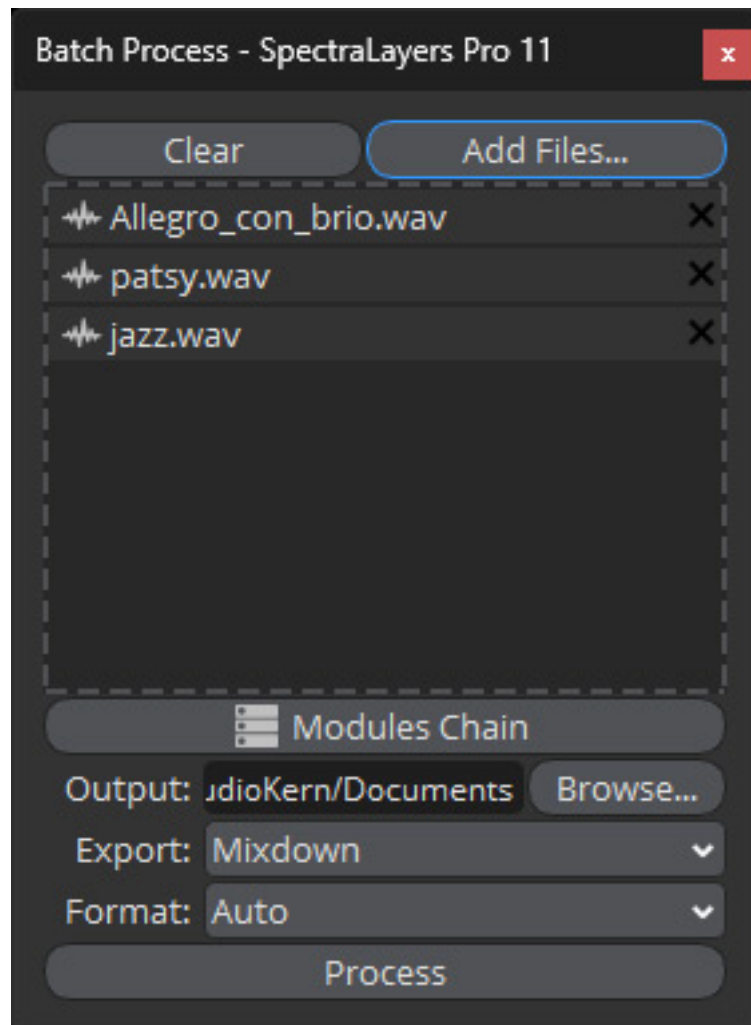 Batch Process - SpectraLayers Pro 11 x
Clear Add Files...
Allegro_con_brio.wav
patsy.wav
jazz.wav
Modules Chain
Output: udioKern/Documents Browse...
Export: Mixdown
Format: Auto
Process